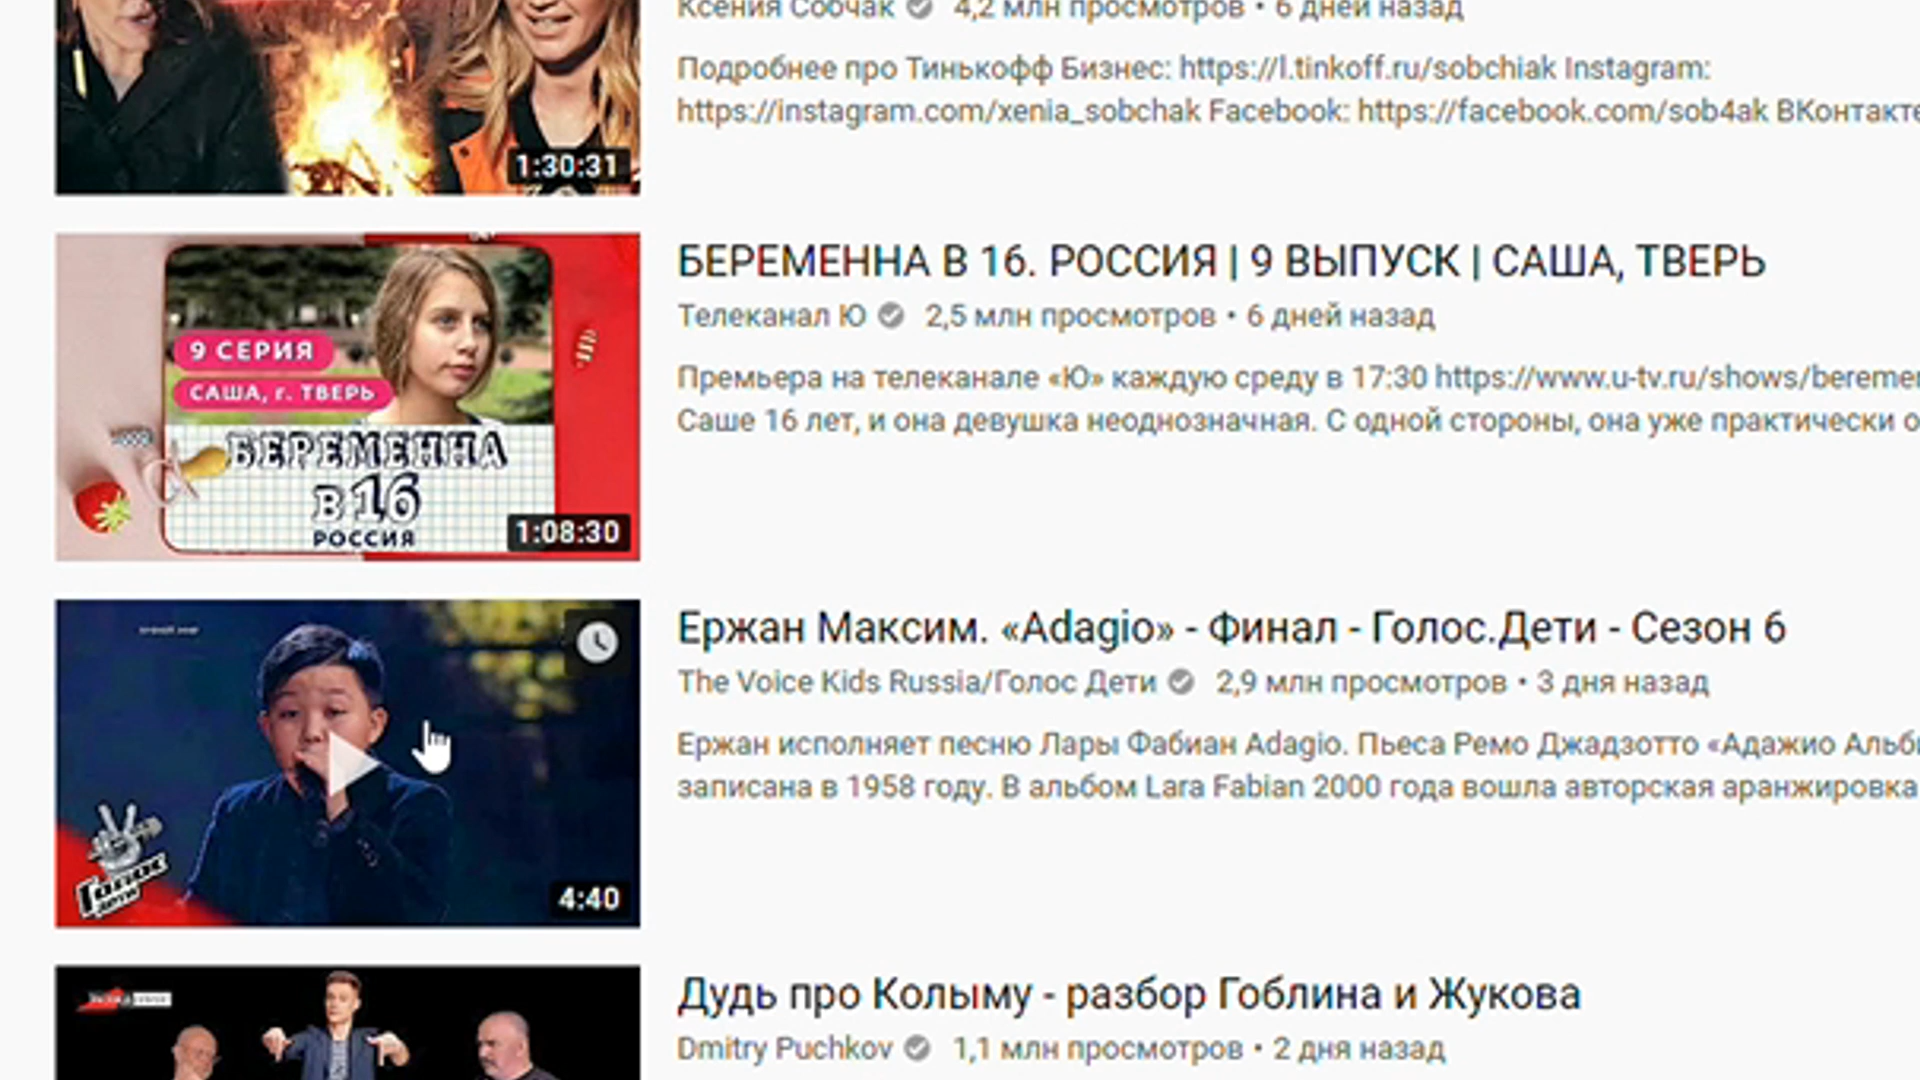 Ксения Собчак 4,2 млн просмотров • 6 дней назад
Подробнее про Тинькофф Бизнес: https://l.tinkoff.ru/sobchiak Instagram:
https://instagram.com/xenia_sobchak Facebook: https://facebook.com/sob4ak ВКонтакте
1:30:31
БЕРЕМЕННА В 16. РОССИЯ | 9 ВЫПУСК | САША, ТВЕРЬ
Телеканал Ю 2,5 млн просмотров • 6 дней назад
Премьера на телеканале «Ю» каждую среду в 17:30 https://www.u-tv.ru/shows/beremen
Саше 16 лет, и она девушка неоднозначная. С одной стороны, она уже практически о
9 СЕРИЯ
САША, г. ТВЕРЬ
БЕРЕМЕННА
в 16
РОССИЯ
1:08:30
Ержан Максим. «Adagio» - Финал - Голос.Дети - Сезон 6
The Voice Kids Russia/Голос Дети 2,9 млн просмотров • 3 дня назад
Ержан исполняет песню Лары Фабиан Adagio. Пьеса Ремо Джадзотто «Адажио Альби
записана в 1958 году. В альбом Lara Fabian 2000 года вошла авторская аранжировка
Голос
дети
4:40
Дудь про Колыму - разбор Гоблина и Жукова
Dmitry Puchkov 1,1 млн просмотров • 2 дня назад